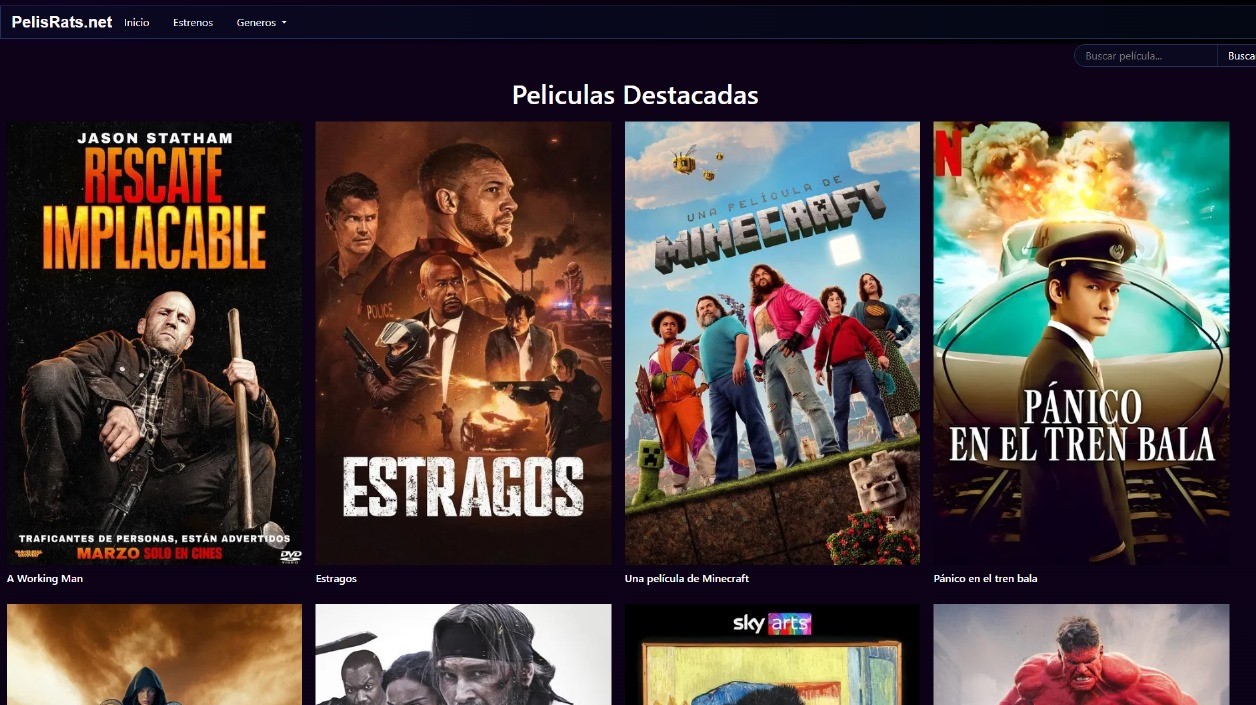 PelisRats.net Inicio Estrenos Generos
Buscar película... Busca
Peliculas Destacadas
JASON STATHAM
RESCATE
IMPLACABLE
TRAFICANTES DE PERSONAS, ESTÁN ADVERTIDOS
MARZO SOLO EN CINES
DVD
VIDEO
A Working Man
POLICE
ESTRAGOS
Estragos
UNA PELÍCULA DE
MINECRAFT
Una película de Minecraft
N
PÁNICO
EN EL TREN BALA
Pánico en el tren bala
sky arts